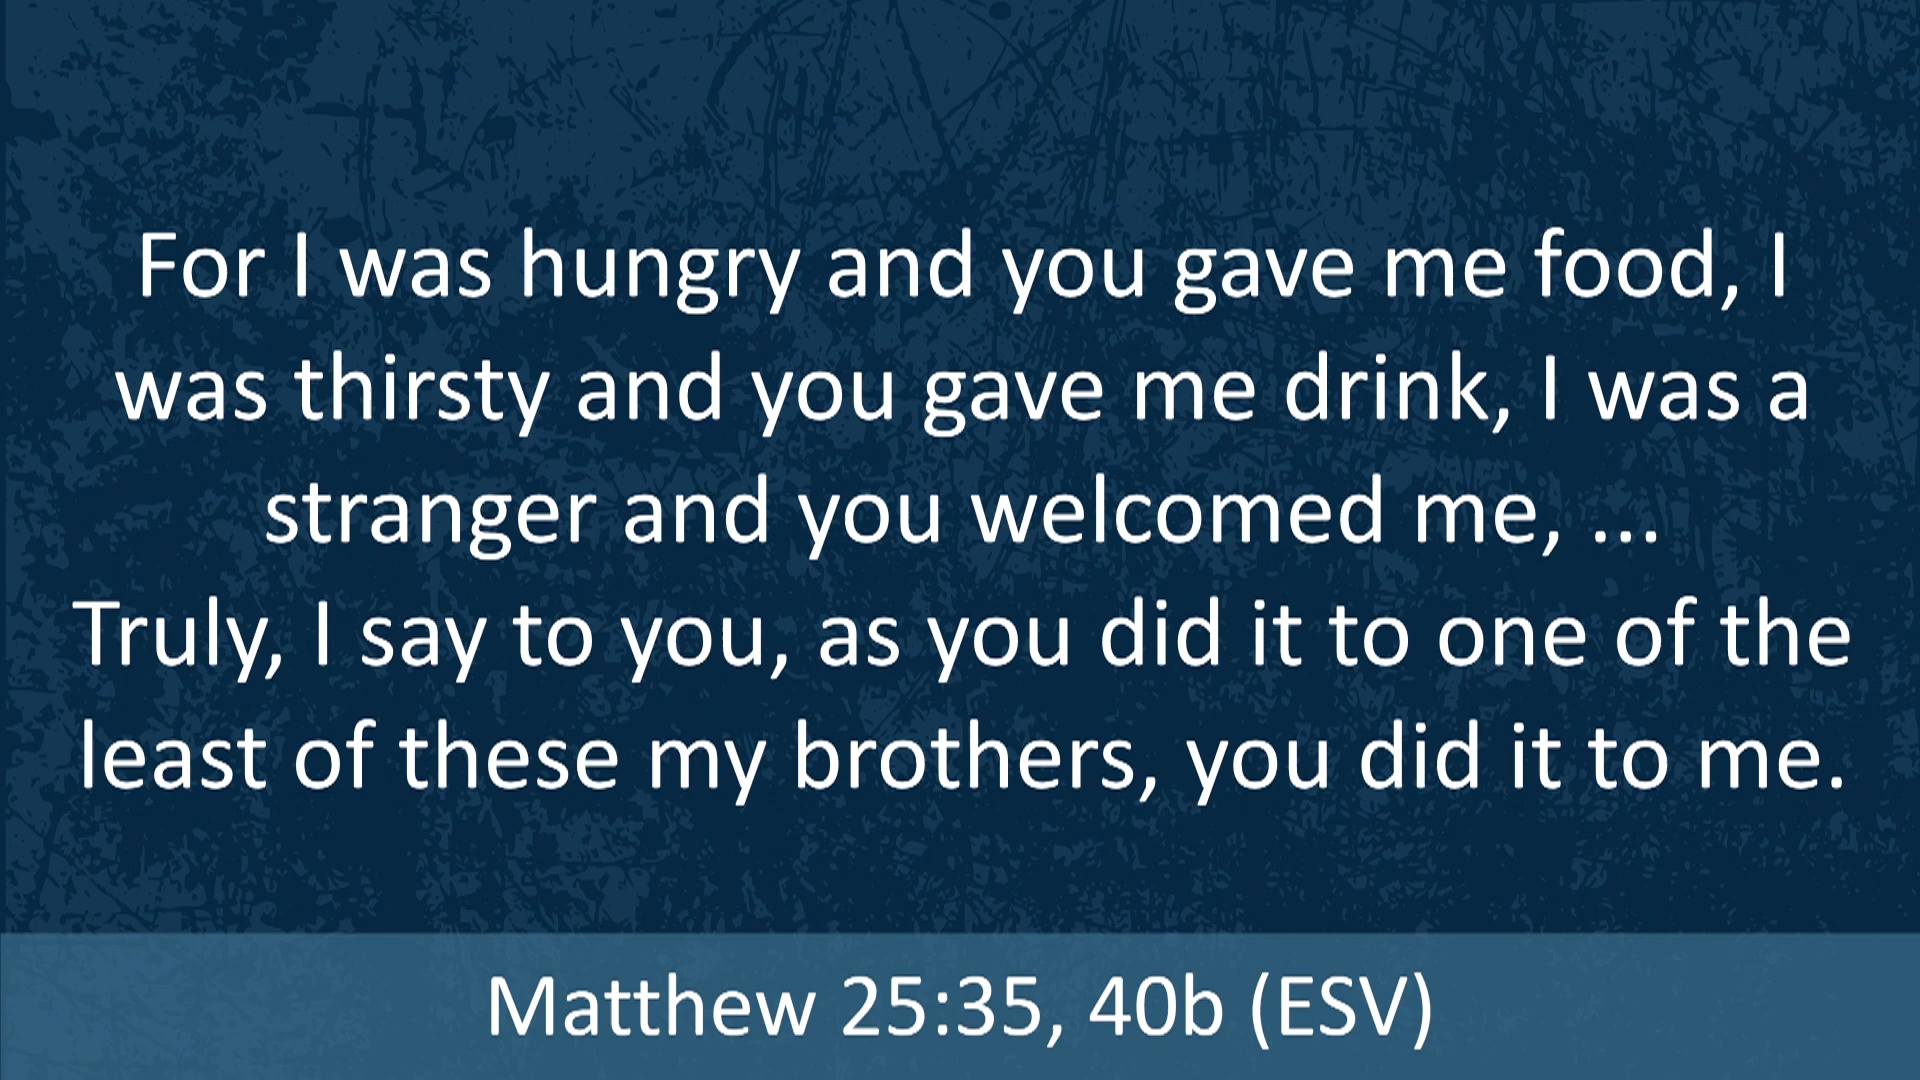 For I was hungry and you gave me food, I
was thirsty and you gave me drink, I was a
stranger and you welcomed me, ...
Truly, I say to you, as you did it to one of the
least of these my brothers, you did it to me.
Matthew 25:35, 40b (ESV)